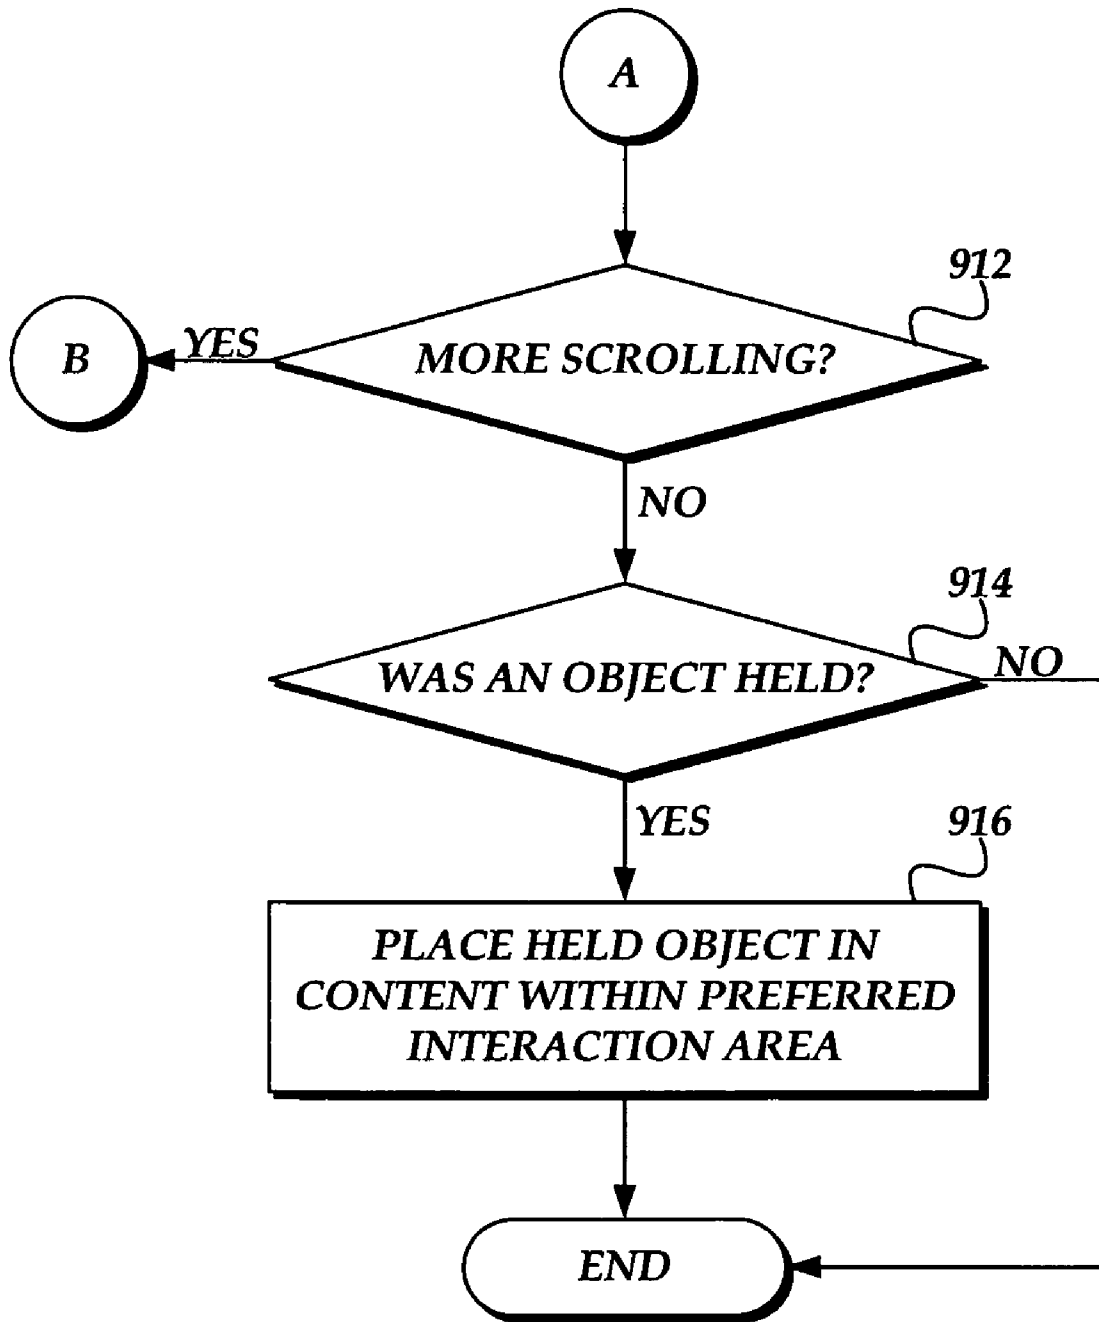 A
912
B
YES
MORE SCROLLING?
NO
914
WAS AN OBJECT HELD?
NO
YES
916
PLACE HELD OBJECT IN
CONTENT WITHIN PREFERRED
INTERACTION AREA
END